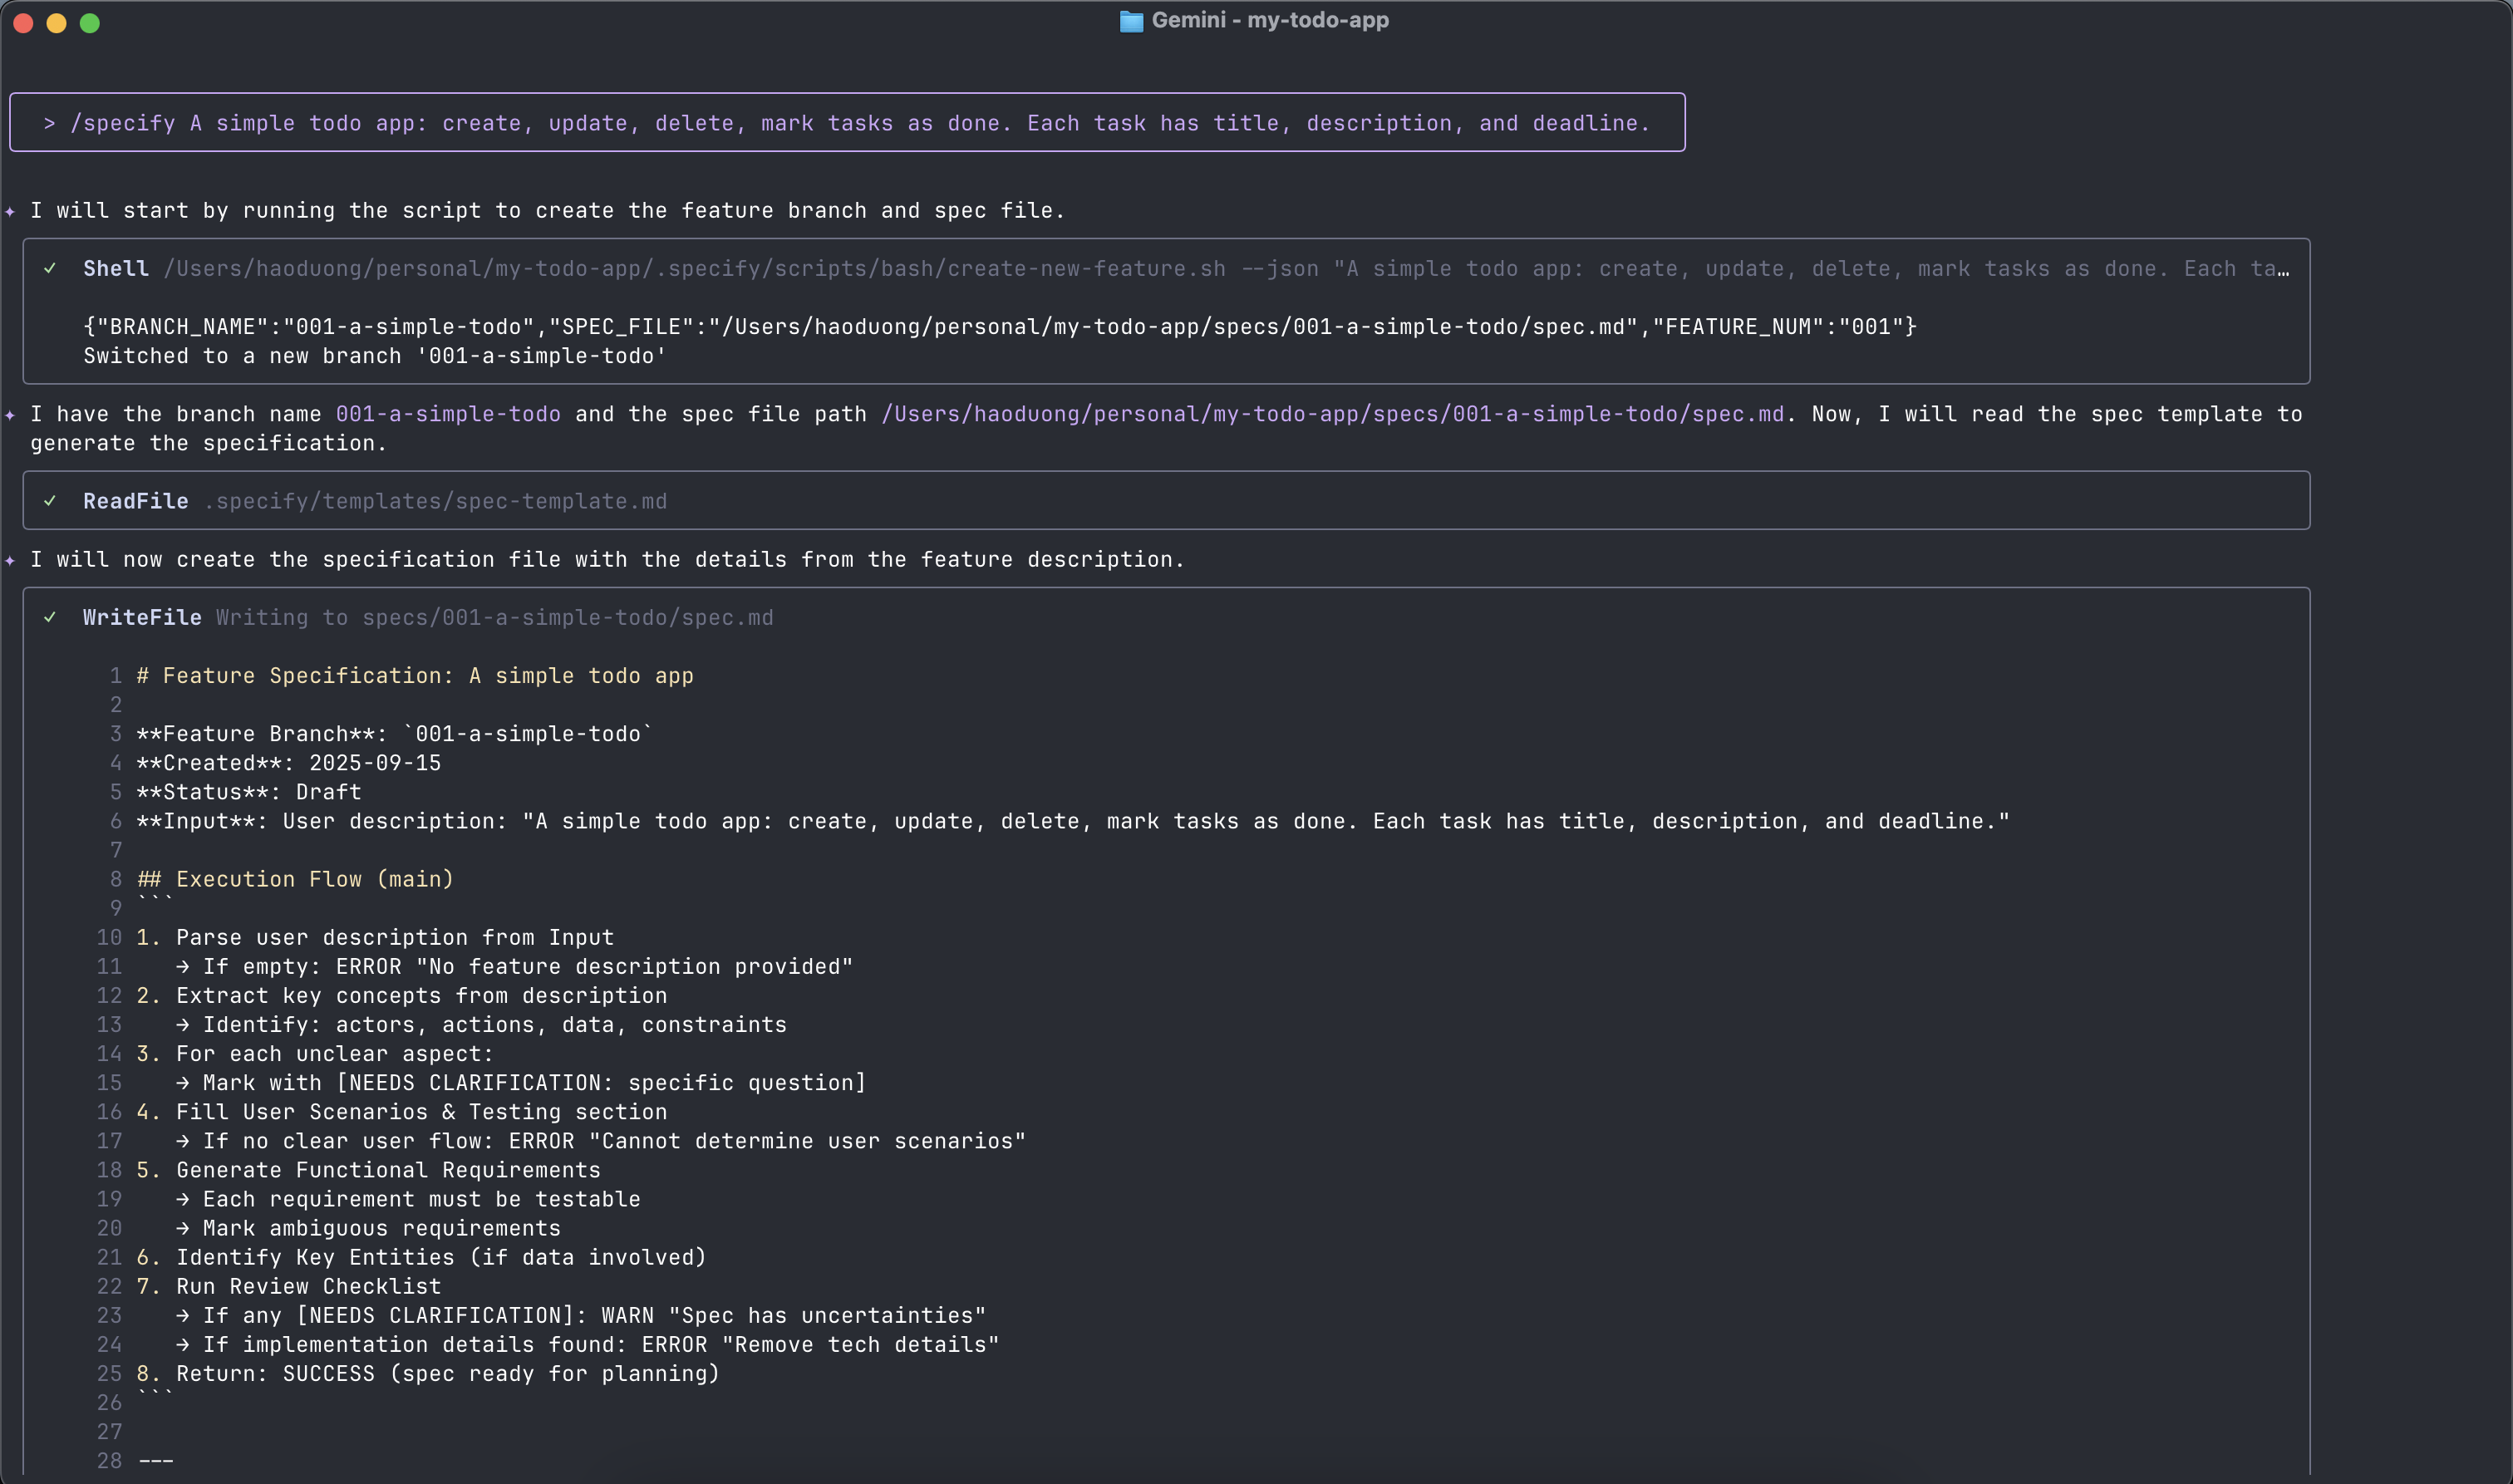 Gemini - my-todo-app
> /specify A simple todo app: create, update, delete, mark tasks as done. Each task has title, description, and deadline.
✦ I will start by running the script to create the feature branch and spec file.
✓ Shell /Users/haoduong/personal/my-todo-app/.specify/scripts/bash/create-new-feature.sh --json "A simple todo app: create, update, delete, mark tasks as done. Each ta…
{"BRANCH_NAME":"001-a-simple-todo","SPEC_FILE":"/Users/haoduong/personal/my-todo-app/specs/001-a-simple-todo/spec.md","FEATURE_NUM":"001"}
Switched to a new branch '001-a-simple-todo'
✦ I have the branch name 001-a-simple-todo and the spec file path /Users/haoduong/personal/my-todo-app/specs/001-a-simple-todo/spec.md. Now, I will read the spec template to
generate the specification.
✓ ReadFile .specify/templates/spec-template.md
✦ I will now create the specification file with the details from the feature description.
✓ WriteFile Writing to specs/001-a-simple-todo/spec.md
1 # Feature Specification: A simple todo app
2
3 **Feature Branch**: `001-a-simple-todo`
4 **Created**: 2025-09-15
5 **Status**: Draft
6 **Input**: User description: "A simple todo app: create, update, delete, mark tasks as done. Each task has title, description, and deadline."
7
8 ## Execution Flow (main)
9 ```
10 1. Parse user description from Input
11 → If empty: ERROR "No feature description provided"
12 2. Extract key concepts from description
13 → Identify: actors, actions, data, constraints
14 3. For each unclear aspect:
15 → Mark with [NEEDS CLARIFICATION: specific question]
16 4. Fill User Scenarios & Testing section
17 → If no clear user flow: ERROR "Cannot determine user scenarios"
18 5. Generate Functional Requirements
19 → Each requirement must be testable
20 → Mark ambiguous requirements
21 6. Identify Key Entities (if data involved)
22 7. Run Review Checklist
23 → If any [NEEDS CLARIFICATION]: WARN "Spec has uncertainties"
24 → If implementation details found: ERROR "Remove tech details"
25 8. Return: SUCCESS (spec ready for planning)
26 ```
27
28 ---